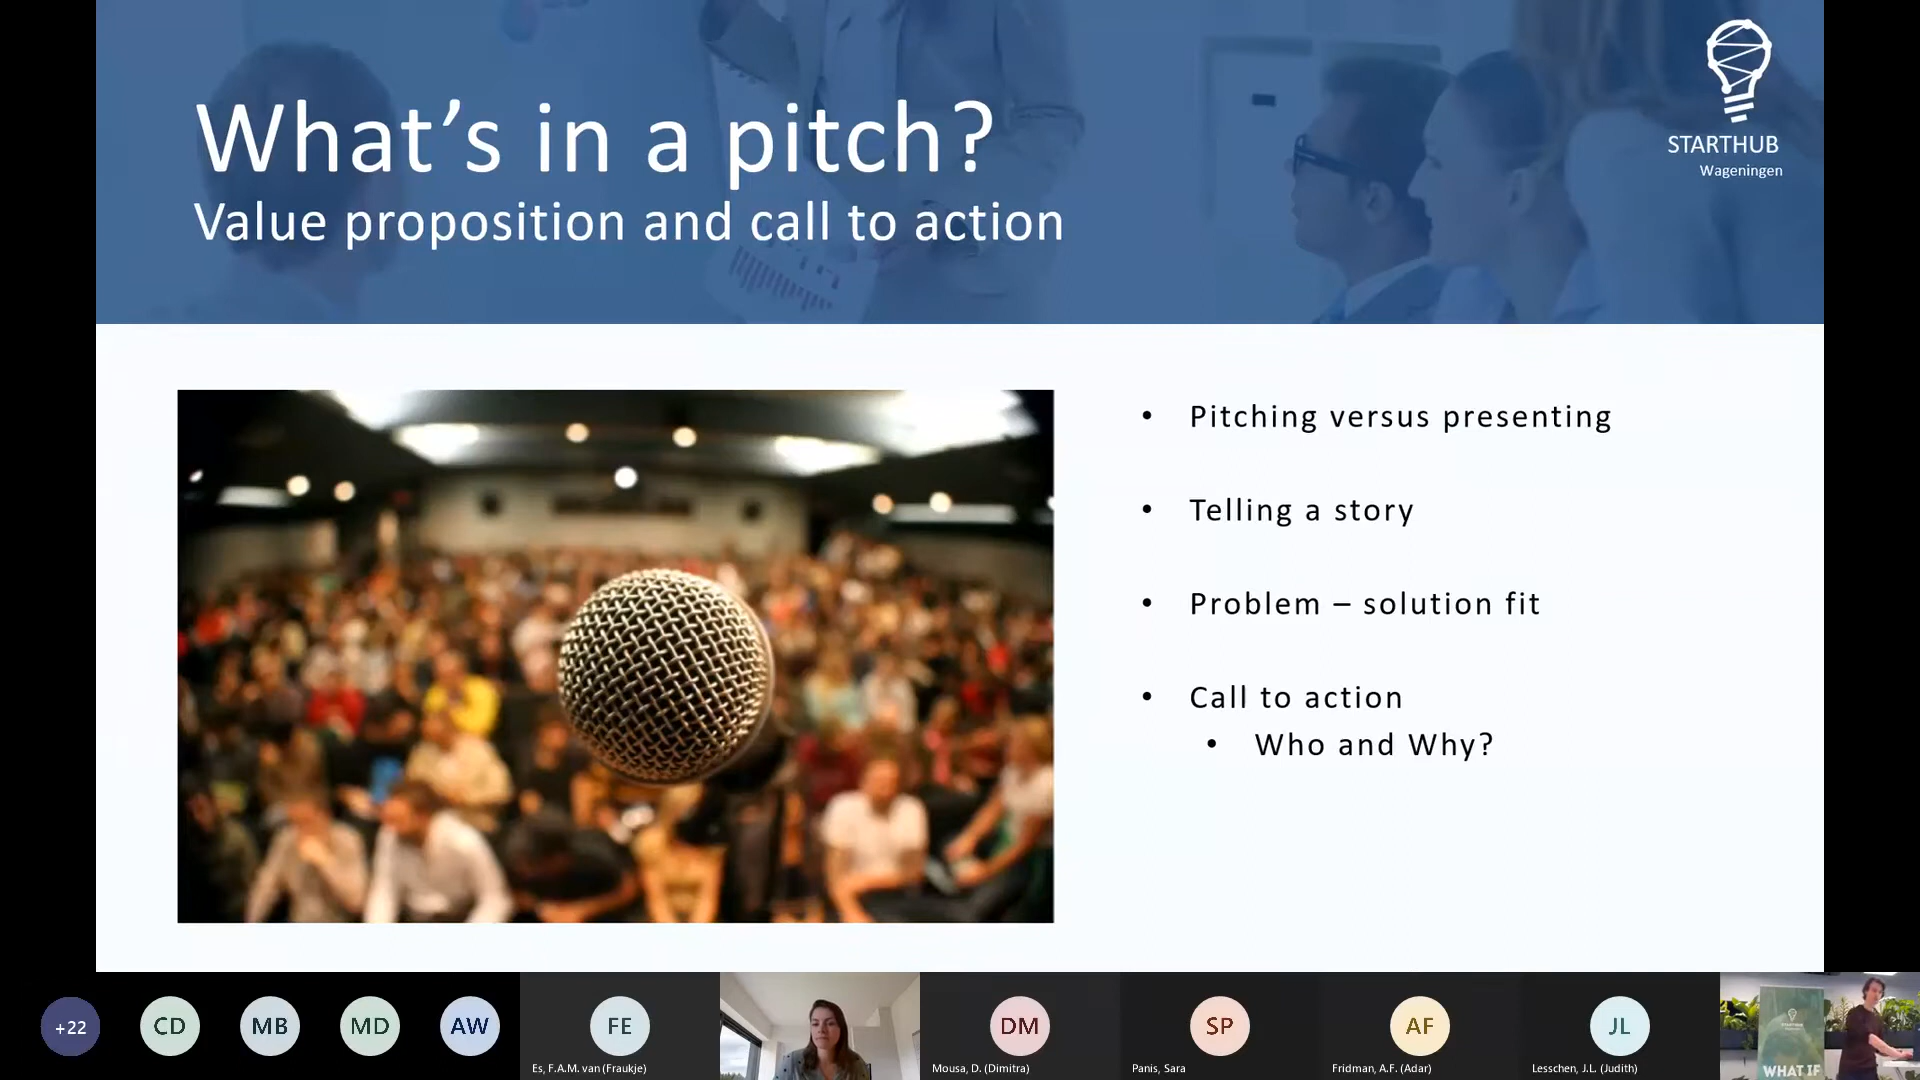 What's in a pitch?
Value proposition and call to action
STARTHUB
Wageningen
• Pitching versus presenting
• Telling a story
• Problem – solution fit
• Call to action
• Who and Why?
+22
CD
MB
MD
AW
FE
Es, F.A.M. van (Fraukje)
DM
Mousa, D. (Dimitra)
SP
Panis, Sara
AF
Fridman, A.F. (Adar)
JL
Lesschen, J.L. (Judith)
STARTHUB
WHAT IF